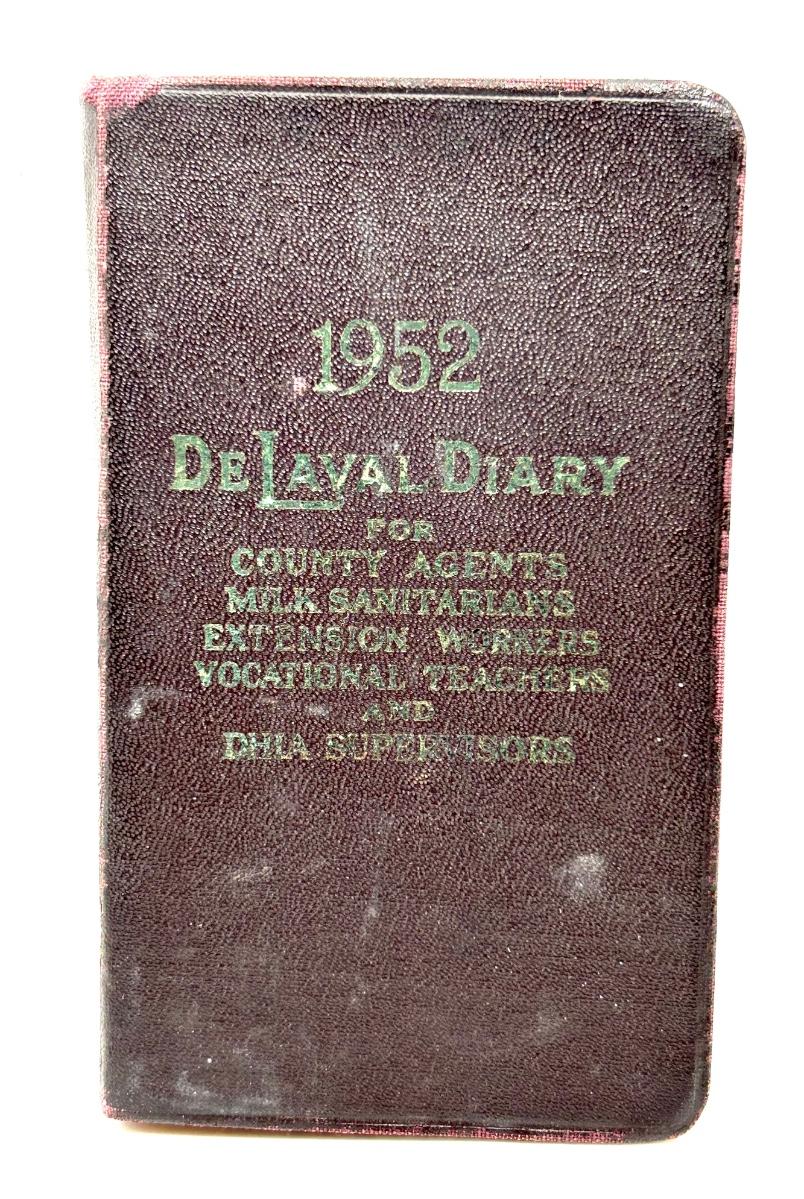 1952
DeLaval Diary
FOR
COUNTY AGENTS
MILK SANITARIANS
EXTENSION WORKERS
VOCATIONAL TEACHERS
AND
DHIA SUPERVISORS